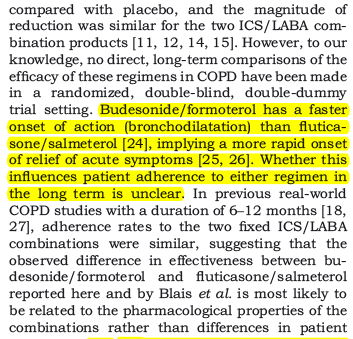 compared with placebo, and the magnitude of
reduction was similar for the two ICS/LABA com-
bination products [11, 12, 14, 15]. However, to our
knowledge, no direct, long-term comparisons of the
efficacy of these regimens in COPD have been made
in a randomized, double-blind, double-dummy
trial setting. Budesonide/formoterol has a faster
onset of action (bronchodilatation) than flutica-
sone/salmeterol [24], implying a more rapid onset
of relief of acute symptoms [25, 26]. Whether this
influences patient adherence to either regimen in
the long term is unclear. In previous real-world
COPD studies with a duration of 6–12 months [18,
27], adherence rates to the two fixed ICS/LABA
combinations were similar, suggesting that the
observed difference in effectiveness between bu-
desonide/formoterol and fluticasone/salmeterol
reported here and by Blais et al. is most likely to
be related to the pharmacological properties of the
combinations rather than differences in patient